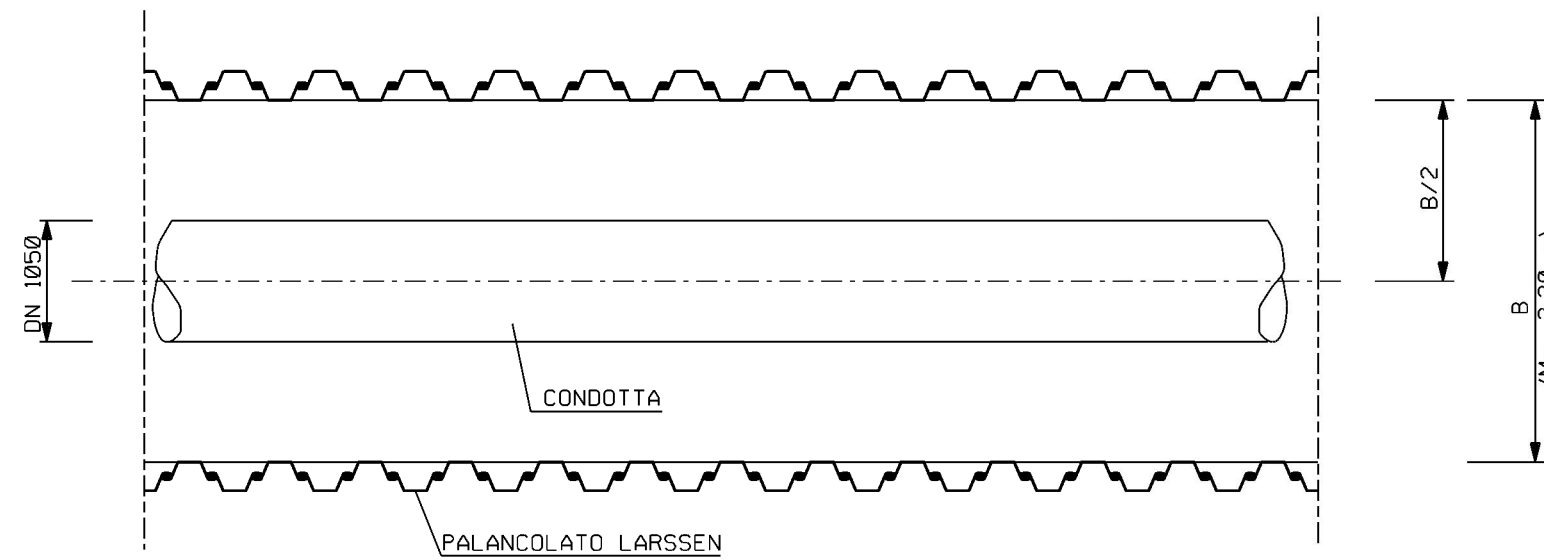 B/2
DN 1050
B
CONDOTTA
PALANCOLATO LARSSEN